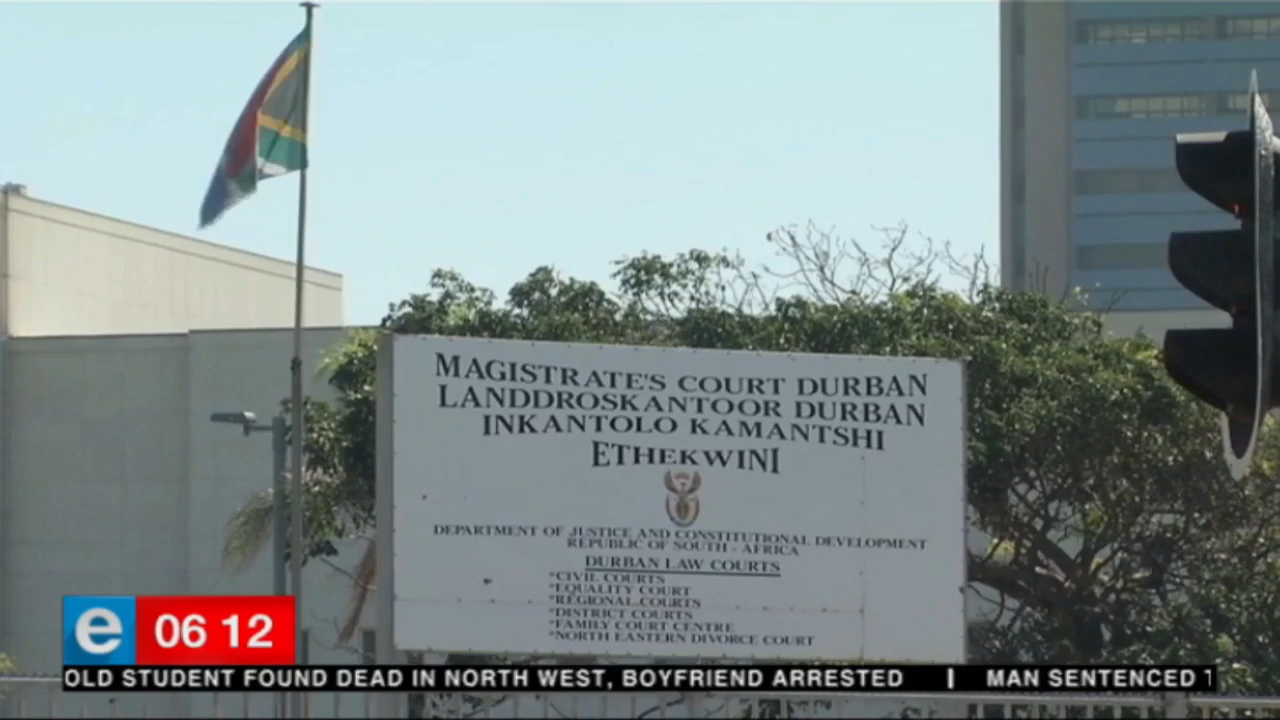 MAGISTRATE'S COURT DURBAN
LANDDROSKANTOOR DURBAN
INKANTOLO KAMANTSHI
ETHEKWINI
DEPARTMENT OF JUSTICE AND CONSTITUTIONAL DEVELOPMENT
REPUBLIC OF SOUTH - AFRICA
DURBAN LAW COURTS
*CIVIL COURTS
*EQUALITY COURT
*REGIONAL COURTS
*DISTRICT COURTS
*FAMILY COURT CENTRE
*NORTH EASTERN DIVORCE COURT
e 06 12
OLD STUDENT FOUND DEAD IN NORTH WEST, BOYFRIEND ARRESTED | MAN SENTENCED